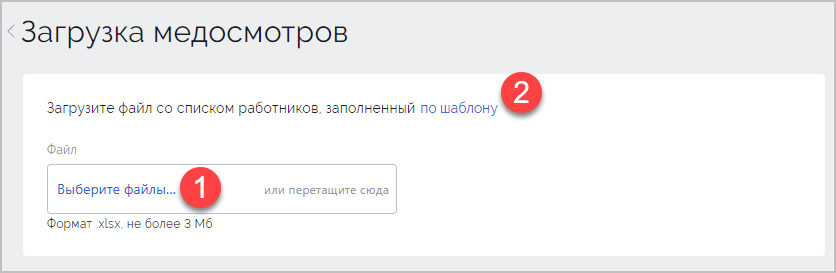 Загрузка медосмотров
2
Загрузите файл со списком работников, заполненный по шаблону
Файл
Выберите файлы... 1 или перетащите сюда
Формат .xlsx, не более 3 Мб